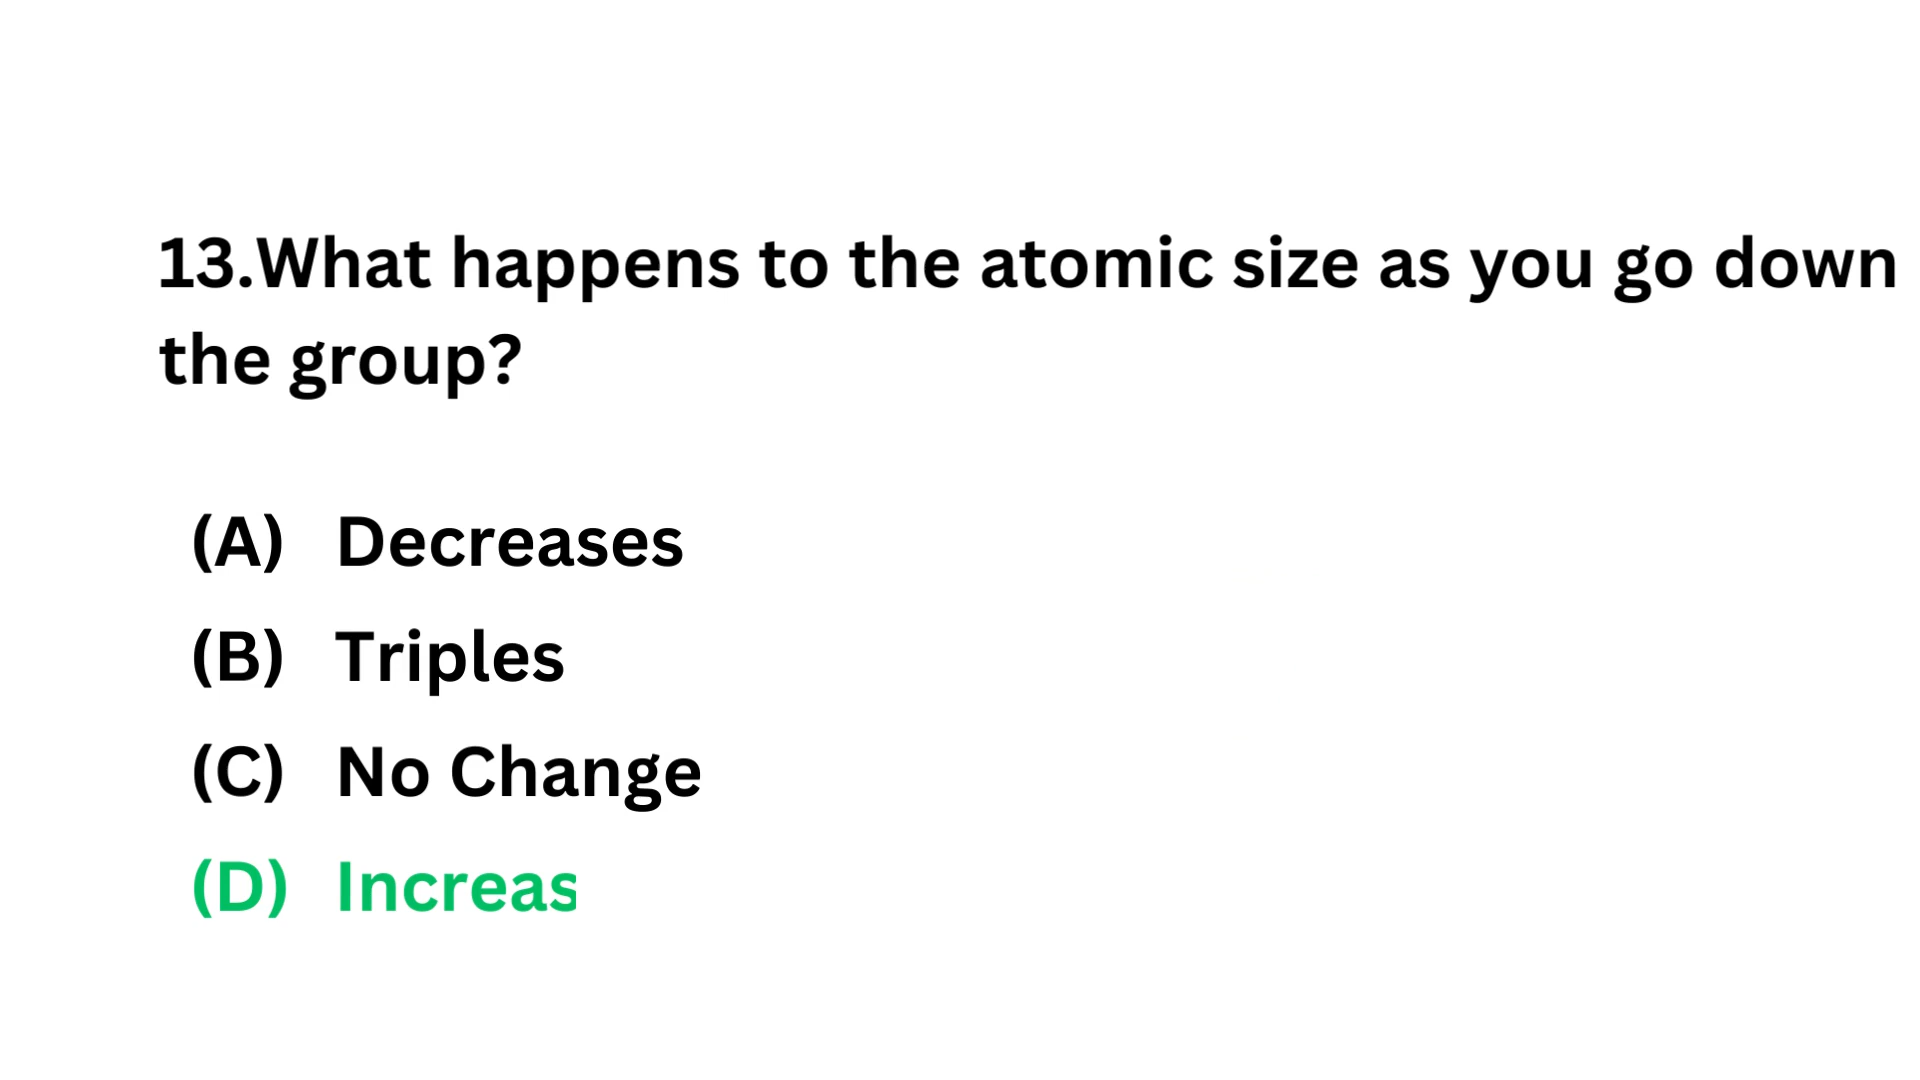 13.What happens to the atomic size as you go down
the group?
(A) Decreases
(B) Triples
(C) No Change
(D) Increas